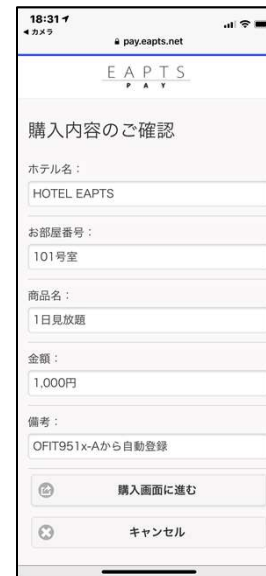 18:31
カメラ
pay.eapts.net
EAPTS
PAY
購入内容のご確認
ホテル名：
HOTEL EAPTS
お部屋番号：
101号室
商品名：
1日見放題
金額：
1,000円
備考：
OFIT951x-Aから自動登録
購入画面に進む
キャンセル